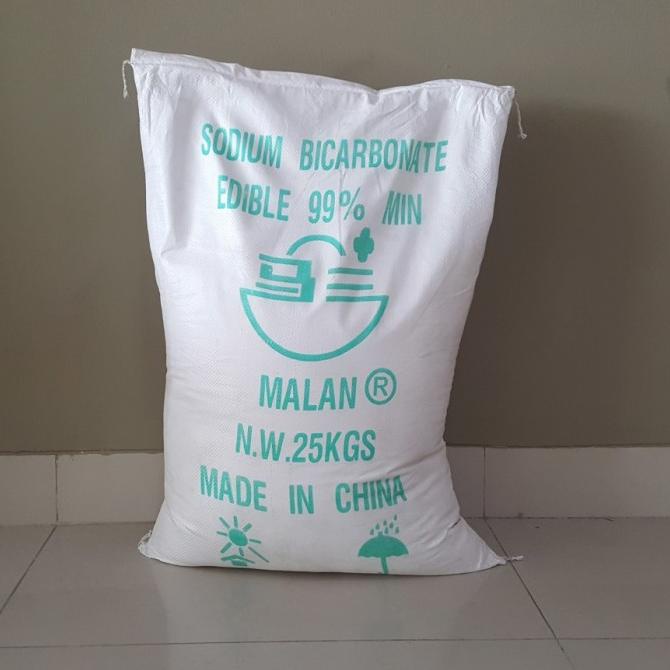 SODIUM BICARBONATE
EDIBLE 99% MIN
MALAN ®
N.W.25KGS
MADE IN CHINA